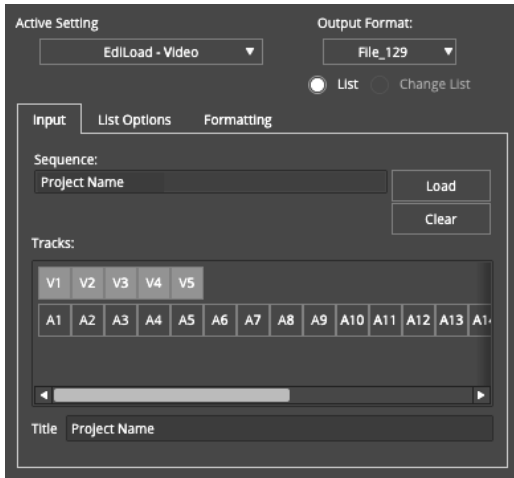 Active Setting Output Format:
EdiLoad - Video File_129
List Change List
Input List Options Formatting
Sequence:
Project Name Load
Clear
Tracks:
V1 V2 V3 V4 V5
A1 A2 A3 A4 A5 A6 A7 A8 A9 A10 A11 A12 A13
Title Project Name